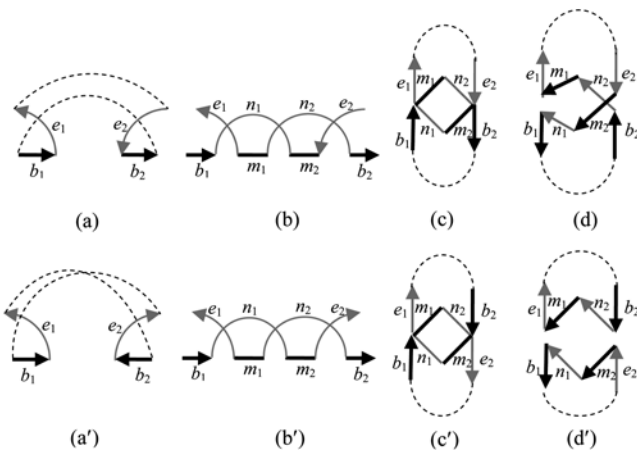 e1 e2
b1 b2
(a)
e1 n1 n2 e2
b1 m1 m2 b2
(b)
e1 m1 n2 e2
b1 n1 m2 b2
(c)
e1 m1 n2 e2
b1 n1 m2 b2
(d)
e1 e2
b1 b2
(a′)
e1 n1 n2 e2
b1 m1 m2 b2
(b′)
e1 m1 n2 b2
b1 n1 m2 e2
(c′)
e1 m1 n2 b2
b1 n1 m2 e2
(d′)